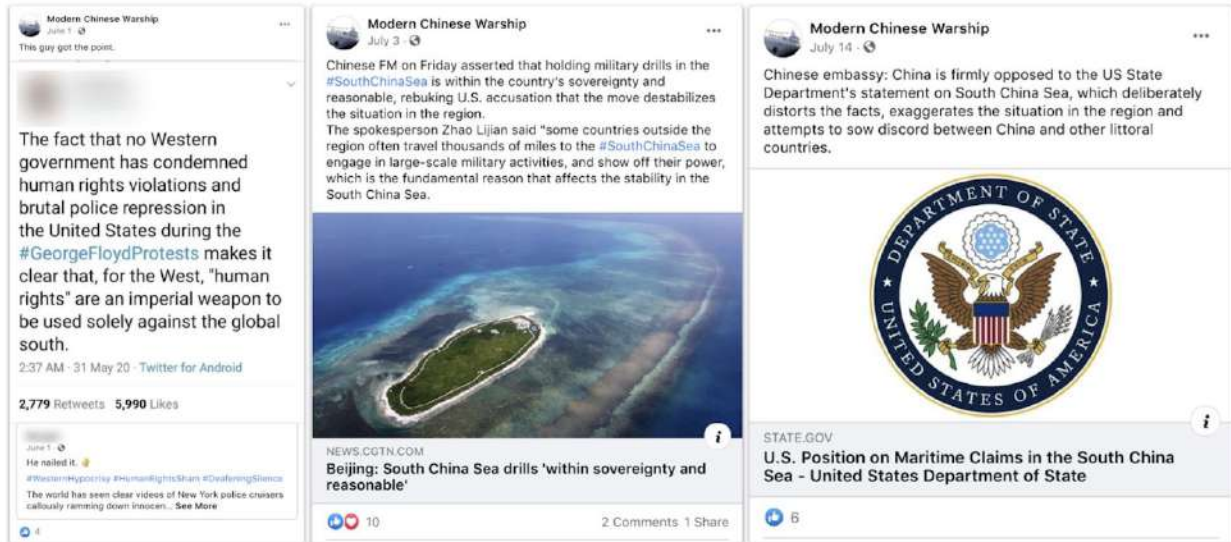 Modern Chinese Warship
June 1
This guy got the point.
The fact that no Western
government has condemned
human rights violations and
brutal police repression in
the United States during the
#GeorgeFloydProtests makes it
clear that, for the West, "human
rights" are an imperial weapon to
be used solely against the global
south.
2:37 AM · 31 May 20 · Twitter for Android
2,779 Retweets 5,990 Likes
June 1
He nailed it.
#WesternHypocrisy #HumanRightsSham #DeafeningSilence
The world has seen clear videos of New York police cruisers
callously ramming down innocen... See More
4
Modern Chinese Warship
July 3
Chinese FM on Friday asserted that holding military drills in the
#SouthChinaSea is within the country's sovereignty and
reasonable, rebuking U.S. accusation that the move destabilizes
the situation in the region.
The spokesperson Zhao Lijian said "some countries outside the
region often travel thousands of miles to the #SouthChinaSea to
engage in large-scale military activities, and show off their power,
which is the fundamental reason that affects the stability in the
South China Sea.
i
NEWS.CGTN.COM
Beijing: South China Sea drills 'within sovereignty and
reasonable'
10
2 Comments 1 Share
Modern Chinese Warship
July 14
Chinese embassy: China is firmly opposed to the US State
Department's statement on South China Sea, which deliberately
distorts the facts, exaggerates the situation in the region and
attempts to sow discord between China and other littoral
countries.
DEPARTMENT OF STATE
UNITED STATES OF AMERICA
i
STATE.GOV
U.S. Position on Maritime Claims in the South China
Sea - United States Department of State
6